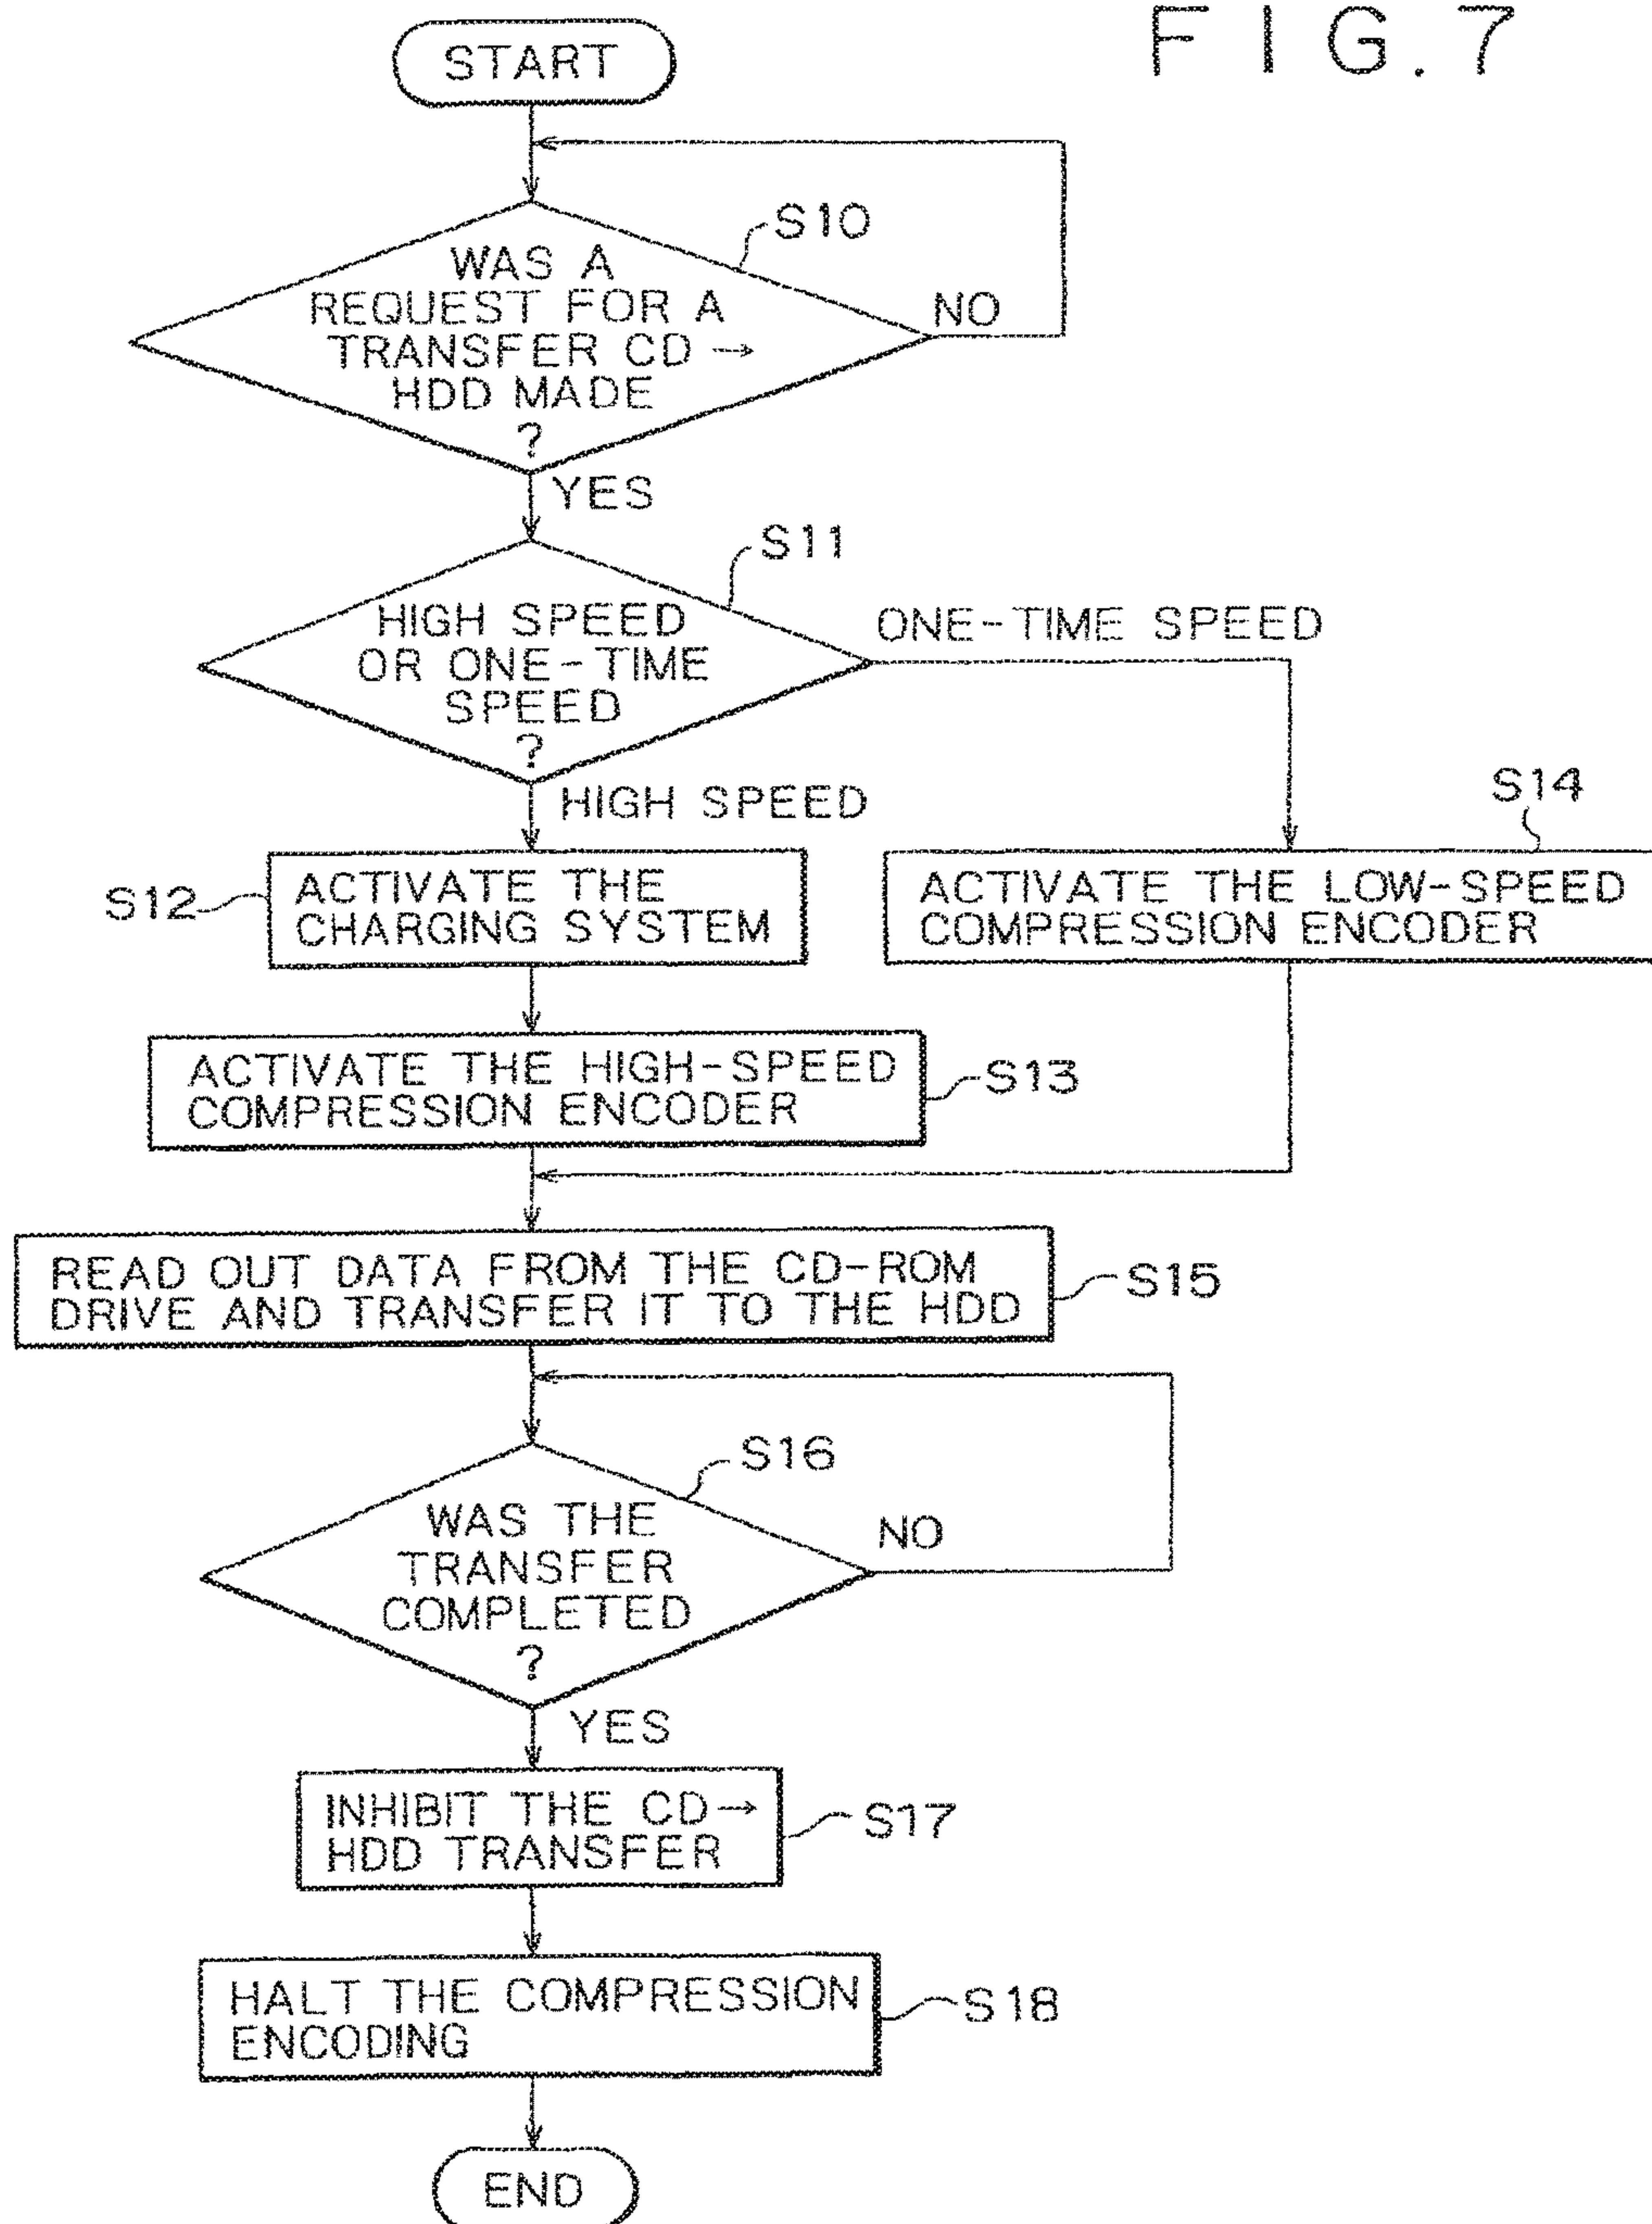 FIG. 7
START
S10
WAS A
REQUEST FOR A
TRANSFER CD →
HDD MADE
?
NO
YES
S11
HIGH SPEED
OR ONE-TIME
SPEED
?
ONE-TIME SPEED
HIGH SPEED
S14
S12
ACTIVATE THE
CHARGING SYSTEM
ACTIVATE THE LOW-SPEED
COMPRESSION ENCODER
ACTIVATE THE HIGH-SPEED
COMPRESSION ENCODER
S13
READ OUT DATA FROM THE CD-ROM
DRIVE AND TRANSFER IT TO THE HDD
S15
S16
WAS THE
TRANSFER
COMPLETED
?
NO
YES
INHIBIT THE CD→
HDD TRANSFER
S17
HALT THE COMPRESSION
ENCODING
S18
END